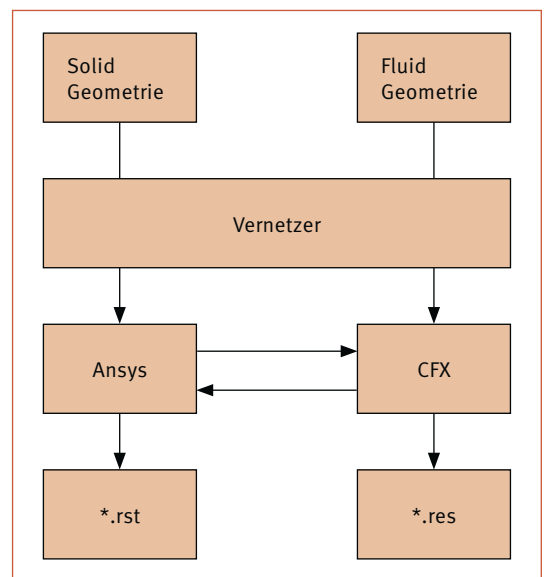 Solid
Geometrie
Fluid
Geometrie
Vernetzer
Ansys
CFX
*.rst
*.res